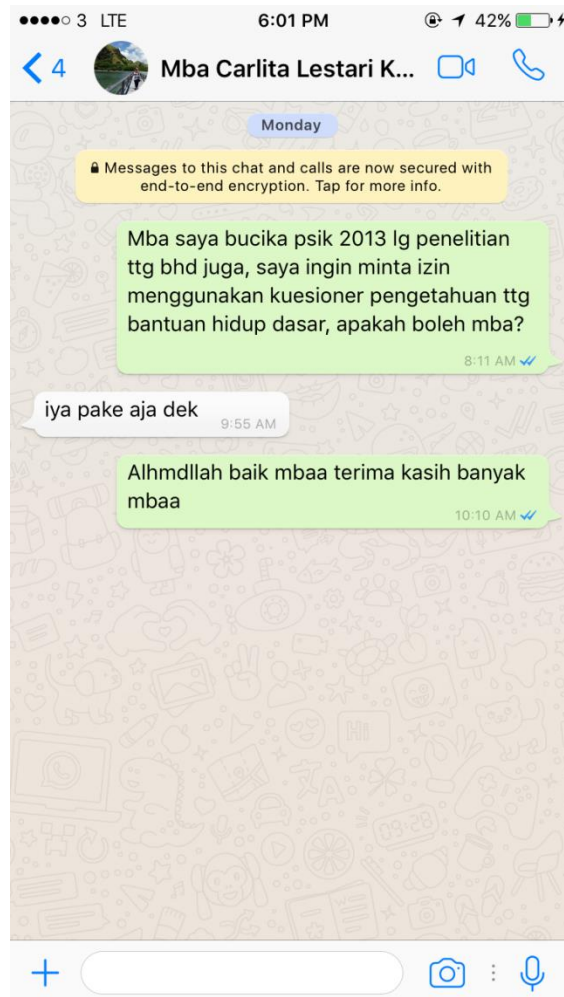 3 LTE 6:01 PM 42%
4 Mba Carlita Lestari K...
Monday
Messages to this chat and calls are now secured with
end-to-end encryption. Tap for more info.
Mba saya bucika psik 2013 lg penelitian
ttg bhd juga, saya ingin minta izin
menggunakan kuesioner pengetahuan ttg
bantuan hidup dasar, apakah boleh mba?
8:11 AM
iya pake aja dek
9:55 AM
Alhmdllah baik mbaa terima kasih banyak
mbaa
10:10 AM